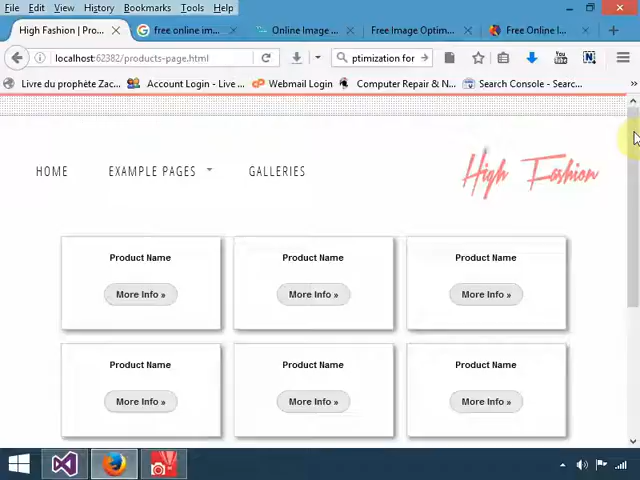 File Edit View History Bookmarks Tools Help
High Fashion | Pro...
free online im
Online Image ...
Free Image Optim...
Free Online I...
localhost:62382/products-page.html
ptimization for
Livre du prophète Zac...
Account Login - Live ...
Webmail Login
Computer Repair & N...
Search Console - Searc...
HOME EXAMPLE PAGES GALLERIES
High Fashion
Product Name Product Name Product Name
More Info » More Info » More Info »
Product Name Product Name Product Name
More Info » More Info » More Info »